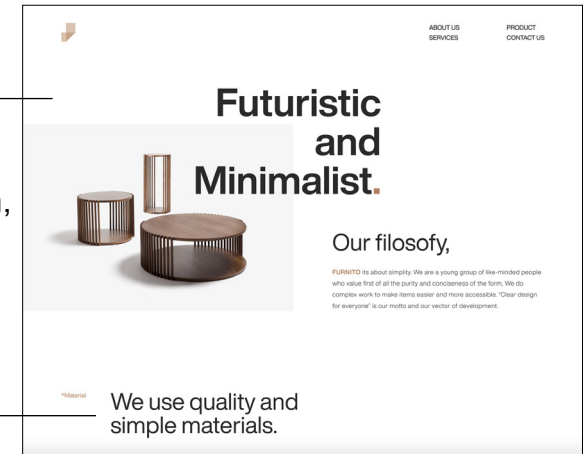 ABOUT US
SERVICES
PRODUCT
CONTACT US
Futuristic
and
Minimalist.
Our filosofy,
FURNITO its about simplity. We are a young group of like-minded people
who value first of all the purity and conciseness of the form, We do
complex work to make items easier and more accessible. "Clear design
for everyone" is our motto and our vector of development.
*Material
We use quality and
simple materials.